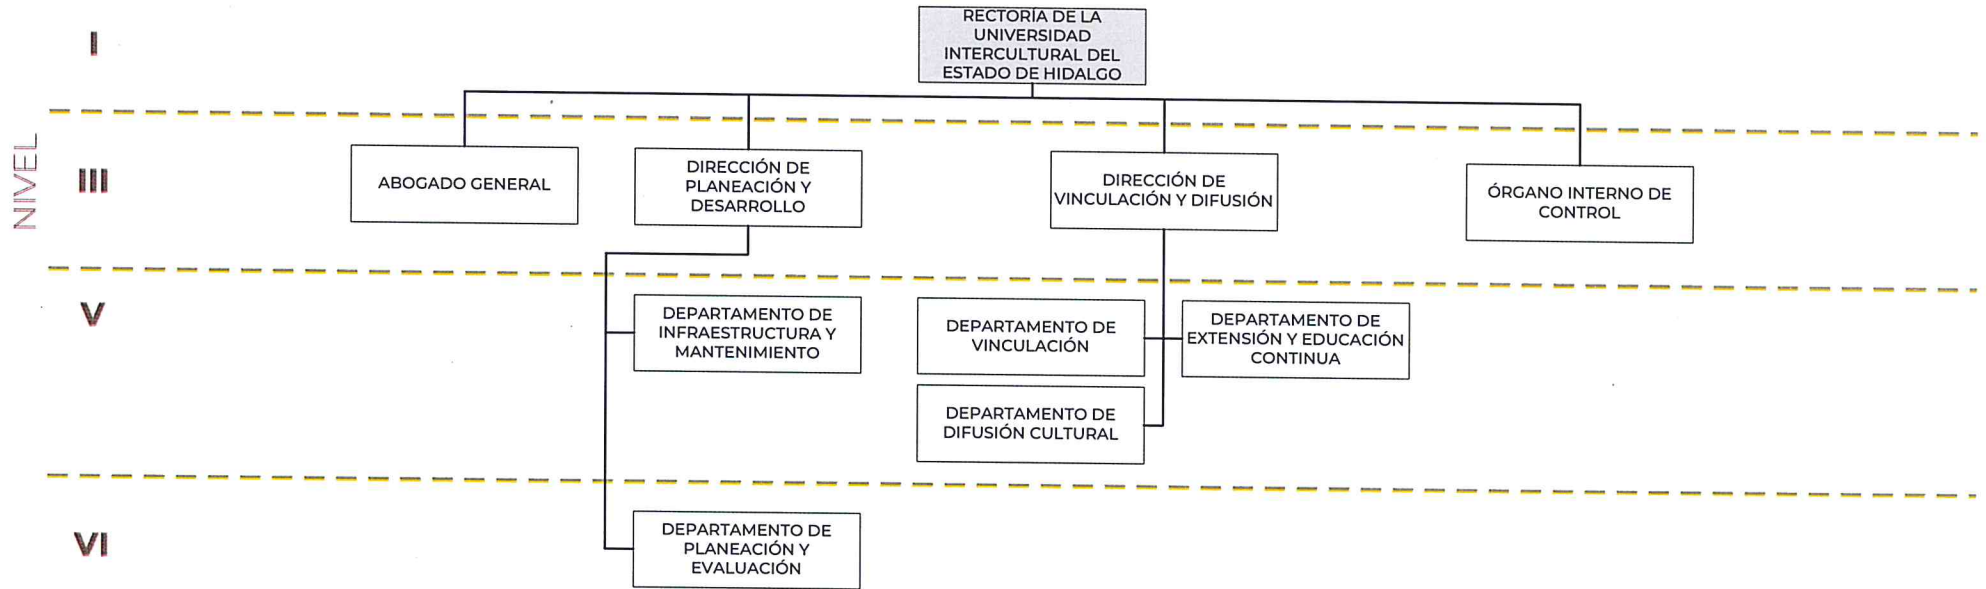 I
RECTORÍA DE LA
UNIVERSIDAD
INTERCULTURAL DEL
ESTADO DE HIDALGO
NIVEL
III
ABOGADO GENERAL
DIRECCIÓN DE
PLANEACIÓN Y
DESARROLLO
DIRECCIÓN DE
VINCULACIÓN Y DIFUSIÓN
ÓRGANO INTERNO DE
CONTROL
V
DEPARTAMENTO DE
INFRAESTRUCTURA Y
MANTENIMIENTO
DEPARTAMENTO DE
VINCULACIÓN
DEPARTAMENTO DE
EXTENSIÓN Y EDUCACIÓN
CONTINUA
DEPARTAMENTO DE
DIFUSIÓN CULTURAL
VI
DEPARTAMENTO DE
PLANEACIÓN Y
EVALUACIÓN